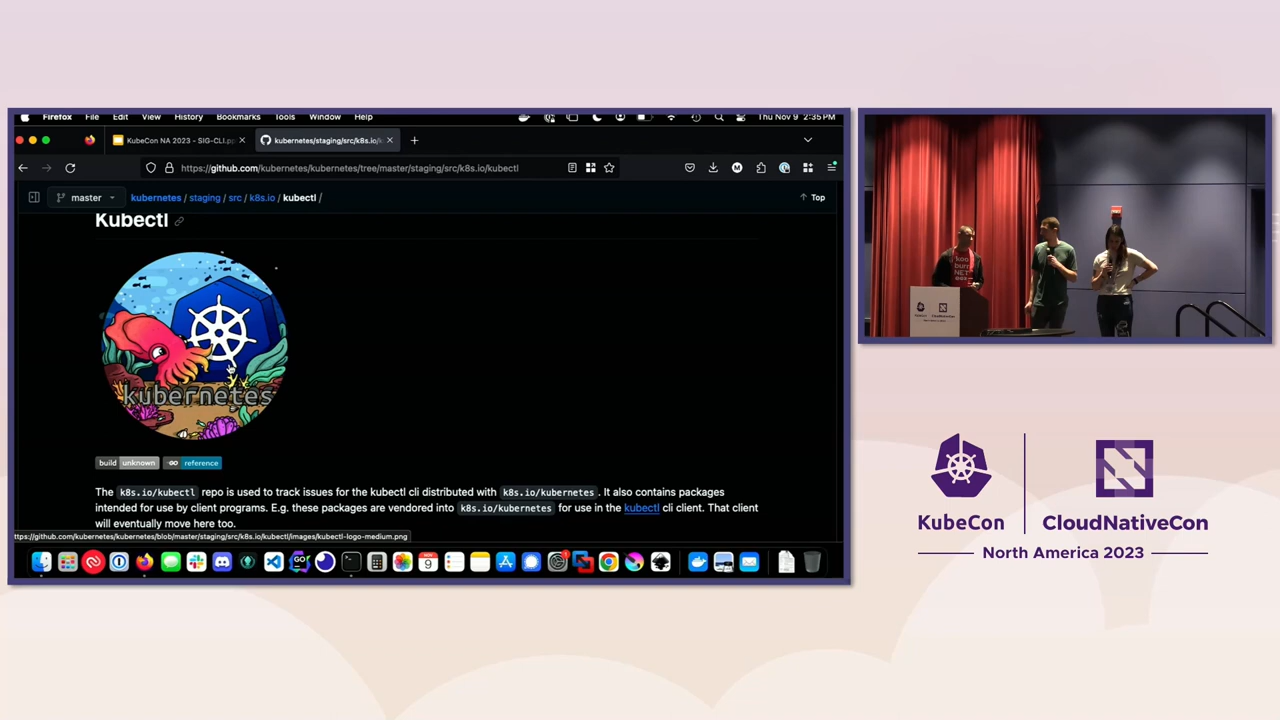 Firefox File Edit View History Bookmarks Tools Window Help Thu Nov 9 2:35 PM
KubeCon NA 2023 - SIG-CLI.pp
kubernetes/staging/src/k8s.io/
https://github.com/kubernetes/kubernetes/tree/master/staging/src/k8s.io/kubectl
master kubernetes / staging / src / k8s.io / kubectl / Top
Kubectl
kubernetes
build unknown reference
The k8s.io/kubectl repo is used to track issues for the kubectl cli distributed with k8s.io/kubernetes. It also contains packages
intended for use by client programs. E.g. these packages are vendored into k8s.io/kubernetes for use in the kubectl cli client. That client
will eventually move here too.
ttps://github.com/kubernetes/kubernetes/blob/master/staging/src/k8s.io/kubectl/images/kubectl-logo-medium.png
KubeCon CloudNativeCon
North America 2023